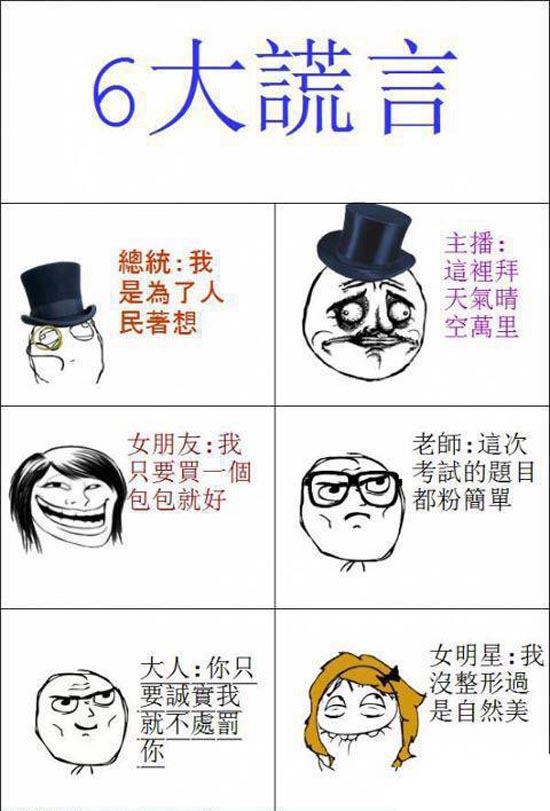 6大謊言
總統:我
是為了人
民著想
主播:
這裡拜
天氣晴
空萬里
女朋友:我
只要買一個
包包就好
老師:這次
考試的題目
都粉簡單
大人:你只
要誠實我
就不處罰
你
女明星:我
沒整形過
是自然美